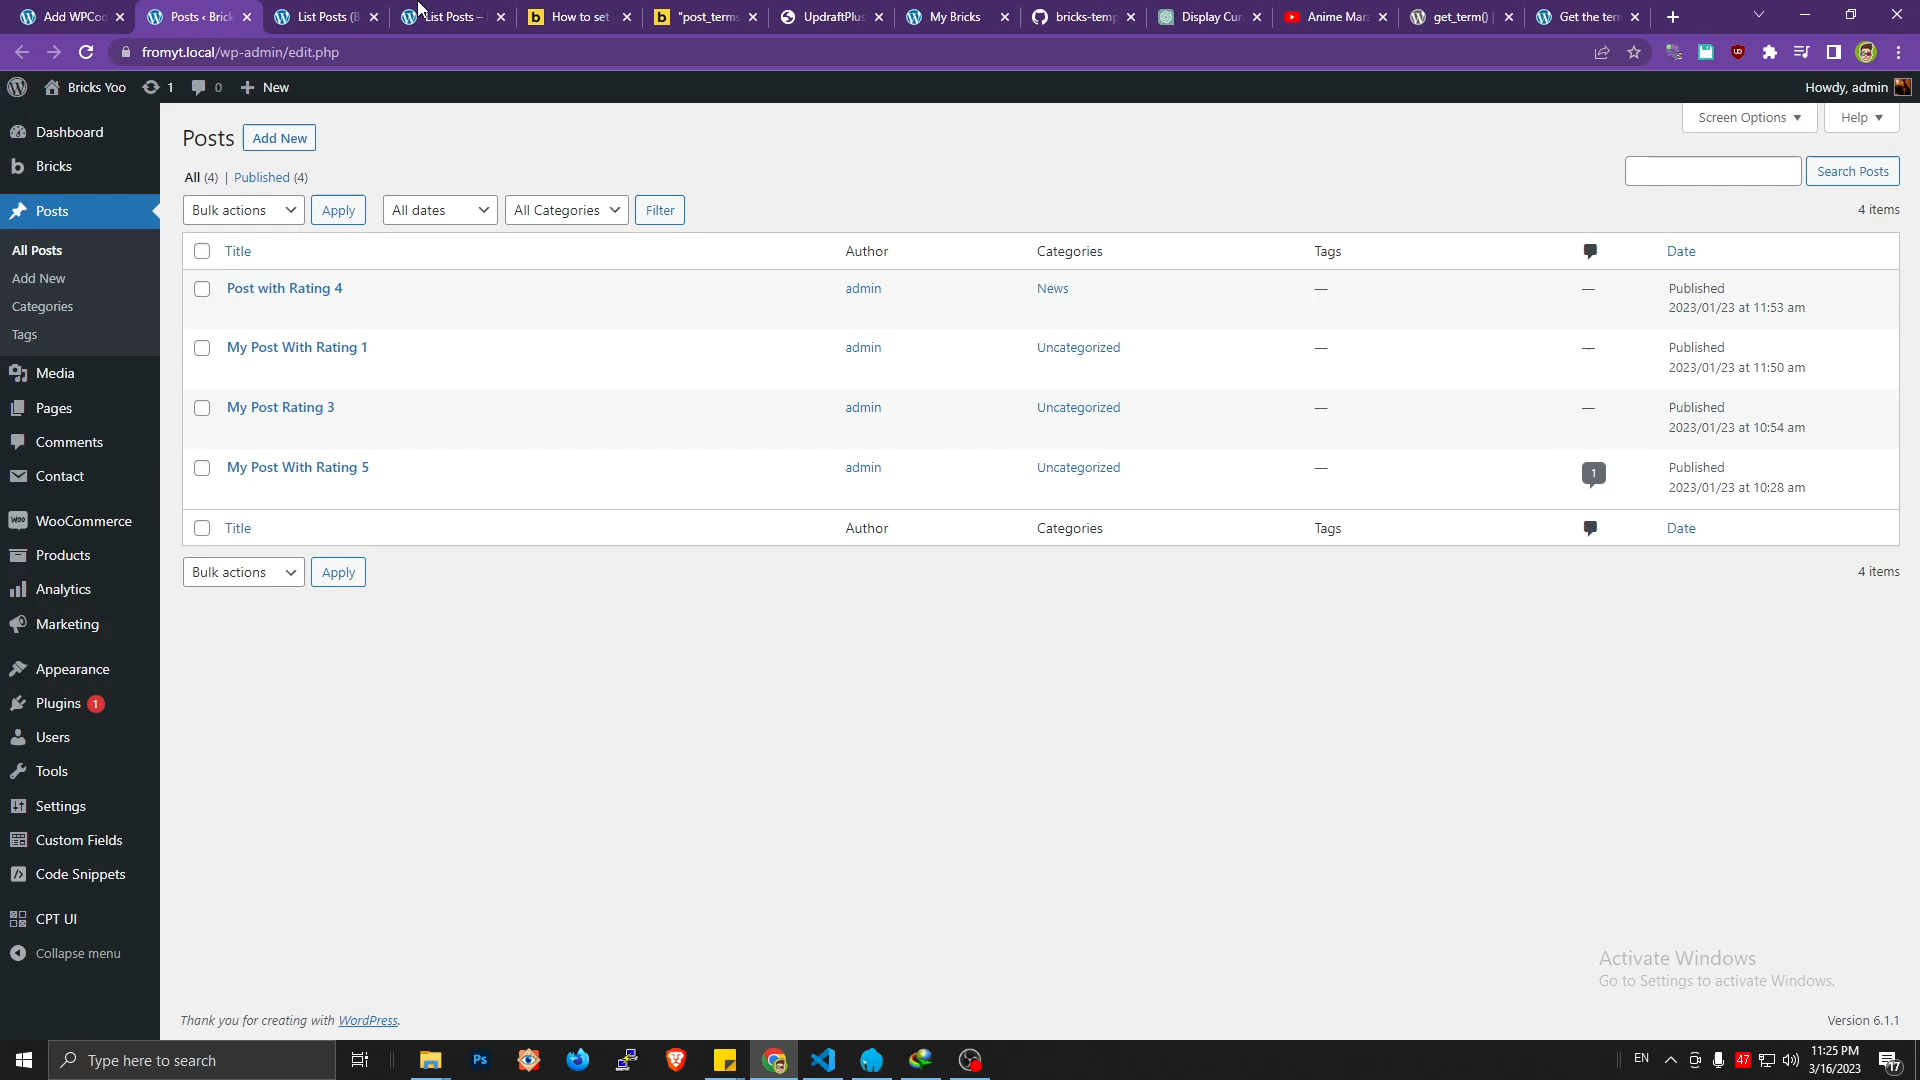 Add WPCo
Posts ‹ Brick
List Posts (B
List Posts –
How to set
"post_terms
UpdraftPlus
My Bricks
bricks-temp
Display Cur
Anime Mar
get_term() |
Get the ter
fromyt.local/wp-admin/edit.php
Bricks Yoo
1
0
New
Howdy, admin
Dashboard
Bricks
Posts
All Posts
Add New
Categories
Tags
Media
Pages
Comments
Contact
WooCommerce
Products
Analytics
Marketing
Appearance
Plugins 1
Users
Tools
Settings
Custom Fields
Code Snippets
CPT UI
Collapse menu
Screen Options
Help
Posts
Add New
All (4) | Published (4)
Search Posts
Bulk actions
Apply
All dates
All Categories
Filter
4 items
Title Author Categories Tags Date
Post with Rating 4 admin News — — Published
2023/01/23 at 11:53 am
My Post With Rating 1 admin Uncategorized — — Published
2023/01/23 at 11:50 am
My Post Rating 3 admin Uncategorized — — Published
2023/01/23 at 10:54 am
My Post With Rating 5 admin Uncategorized — 1 Published
2023/01/23 at 10:28 am
Title Author Categories Tags Date
Bulk actions
Apply
4 items
Activate Windows
Go to Settings to activate Windows.
Thank you for creating with WordPress.
Version 6.1.1
Type here to search
Ps
EN
47
11:25 PM
3/16/2023
17